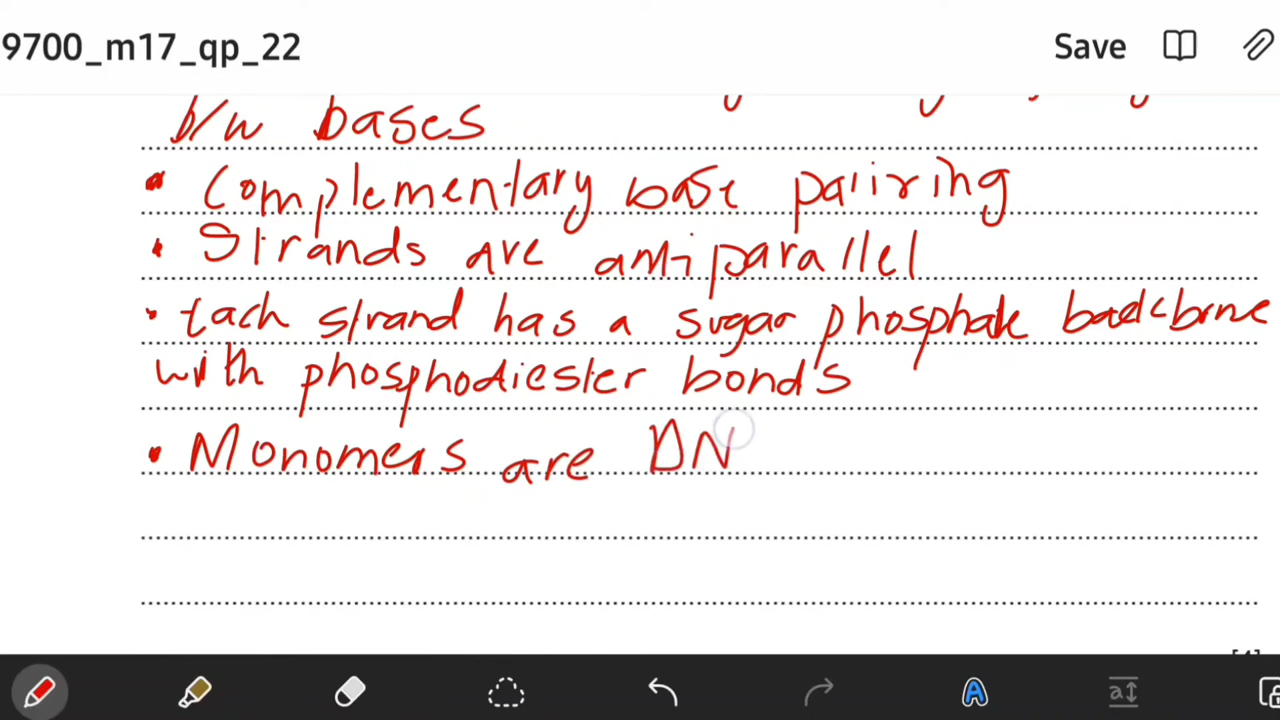 9700_m17_qp_22
Save
b/w bases
• Complementary base pairing
• Strands are antiparallel
• Each strand has a sugar phosphate backbone
with phosphodiester bonds
• Monomers are DN